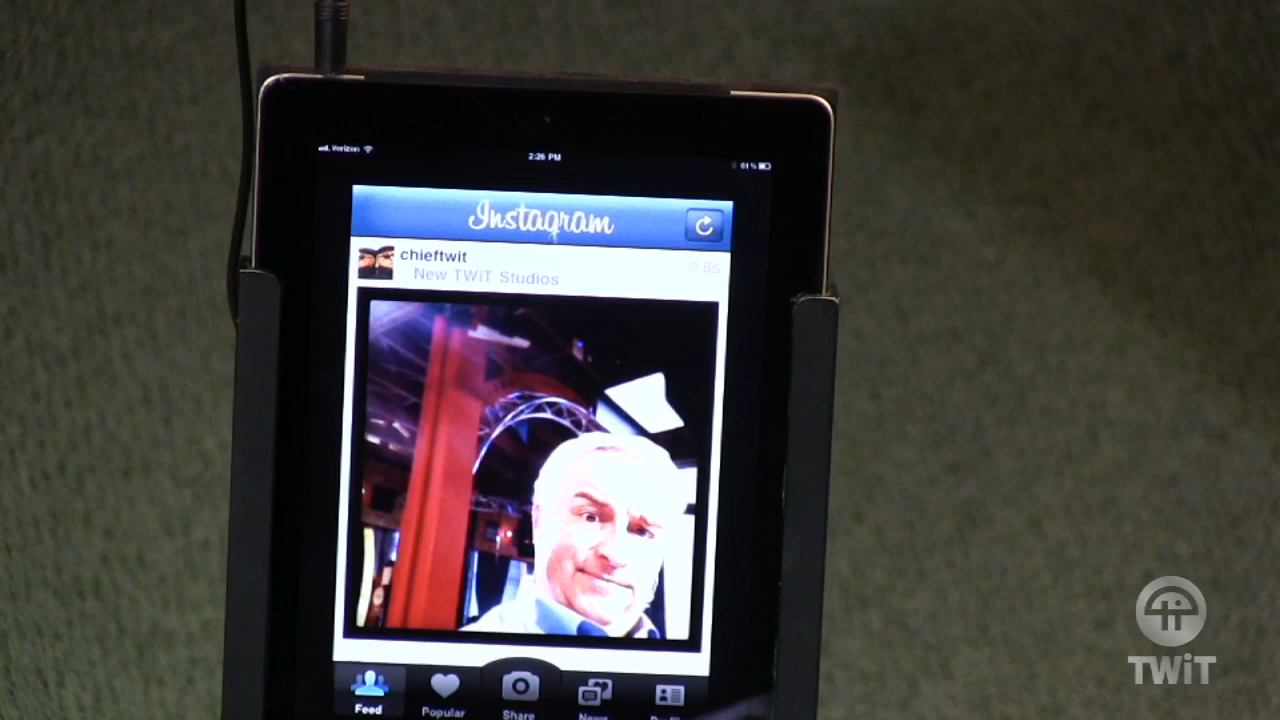 Verizon
2:26 PM
61%
Instagram
chieftwit
8s
New TWiT Studios
Feed
Popular
Share
News
TWiT